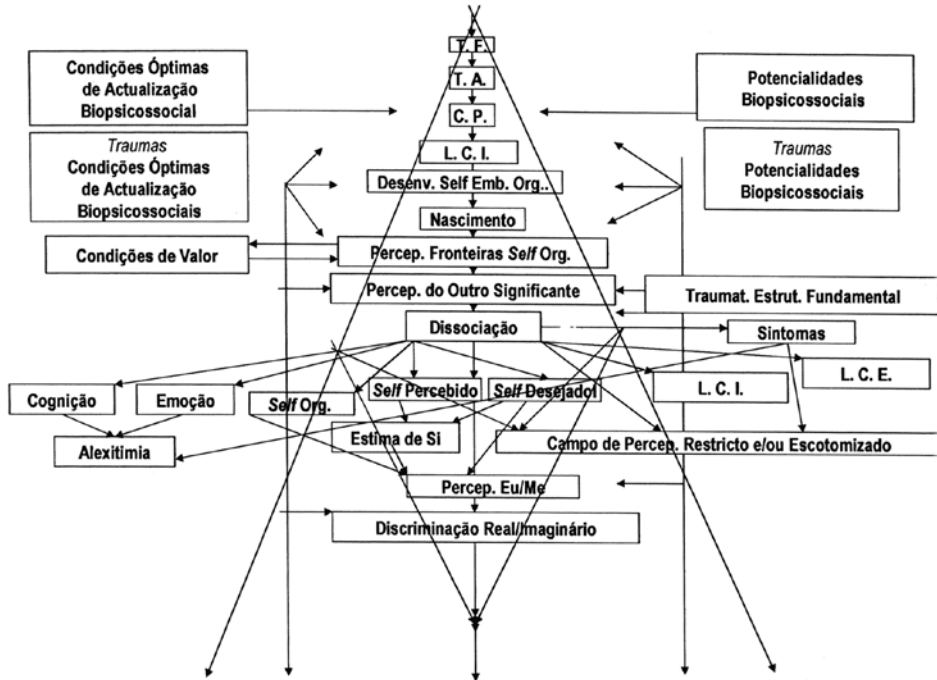 T. F.
Condições Óptimas
de Actualização
Biopsicossocial
T. A.
Potencialidades
Biopsicossociais
C. P.
Traumas
Condições Óptimas
de Actualização
Biopsicossociais
L. C. I.
Traumas
Potencialidades
Biopsicossociais
Desenv. Self Emb. Org..
Nascimento
Condições de Valor
Percep. Fronteiras Self Org.
Percep. do Outro Significante
Traumat. Estrut. Fundamental
Dissociação
Sintomas
Cognição
Emoção
Self Org.
Self Percebido
Self Desejadol
L. C. I.
L. C. E.
Alexitimia
Estima de Si
Campo de Percep. Restricto e/ou Escotomizado
Percep. Eu/Me
Discriminação Real/Imaginário